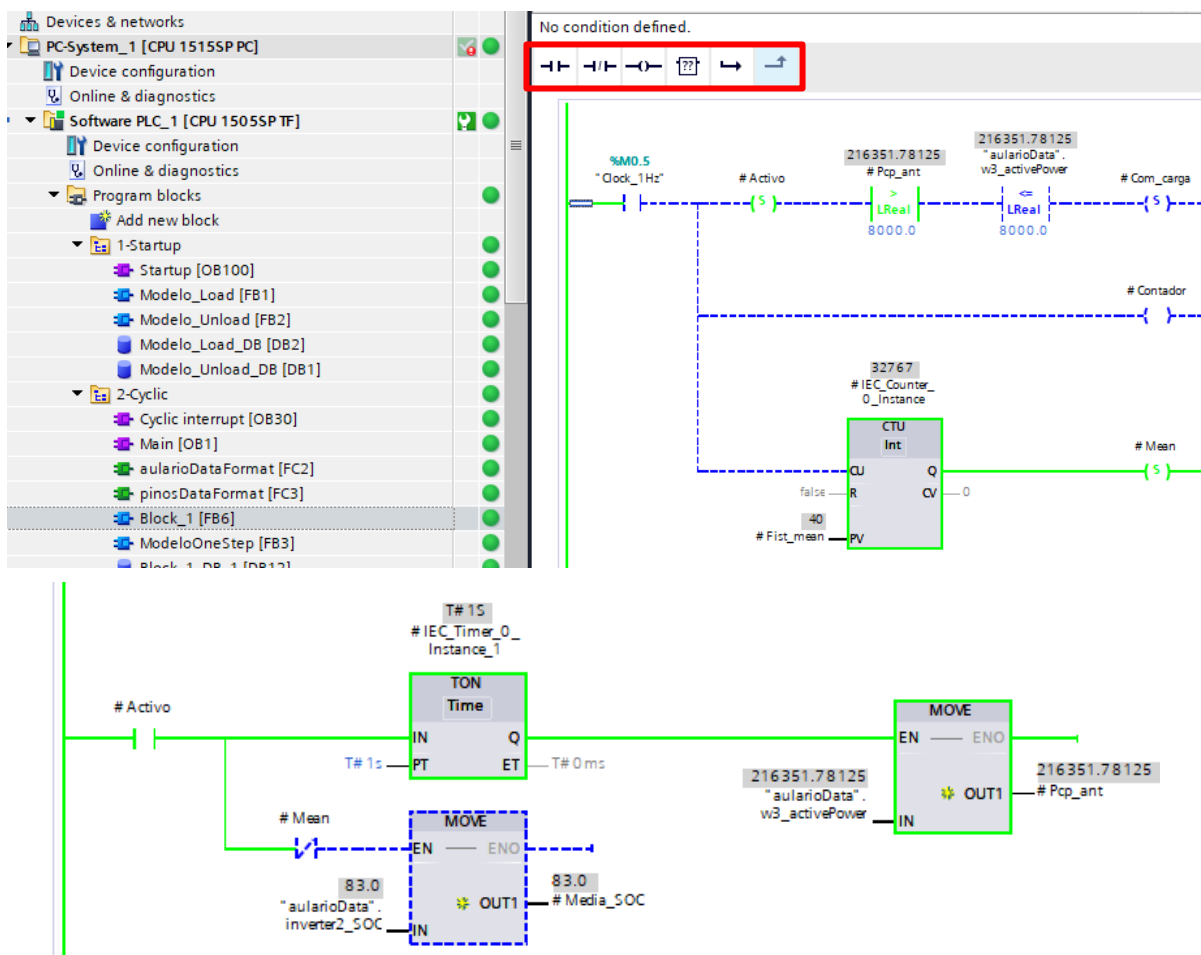 Devices & networks
PC-System_1 [CPU 1515SP PC]
Device configuration
Online & diagnostics
Software PLC_1 [CPU 1505SP TF]
Device configuration
Online & diagnostics
Program blocks
Add new block
1-Startup
Startup [OB100]
Modelo_Load [FB1]
Modelo_Unload [FB2]
Modelo_Load_DB [DB2]
Modelo_Unload_DB [DB1]
2-Cyclic
Cyclic interrupt [OB30]
Main [OB1]
aularioDataFormat [FC2]
pinosDataFormat [FC3]
Block_1 [FB6]
ModeloOneStep [FB3]
Block_1_DB_1 [DB12]
No condition defined.
??
%M0.5
"Clock_1Hz"
# Activo
S
216351.78125
# Pcp_ant
>
LReal
8000.0
216351.78125
"aularioData".
w3_activePower
<=
LReal
8000.0
# Com_carga
S
# Contador
32767
# IEC_Counter_
0_Instance
CTU
Int
CU Q
false R CV 0
40
# Fist_mean PV
# Mean
S
# Activo
T# 1S
# IEC_Timer_0_
Instance_1
TON
Time
IN Q
T# 1s PT ET T# 0ms
MOVE
EN ENO
216351.78125
"aularioData".
w3_activePower
IN
OUT1
216351.78125
# Pcp_ant
# Mean
MOVE
EN ENO
83.0
"aularioData".
inverter2_SOC
IN
OUT1
83.0
# Media_SOC